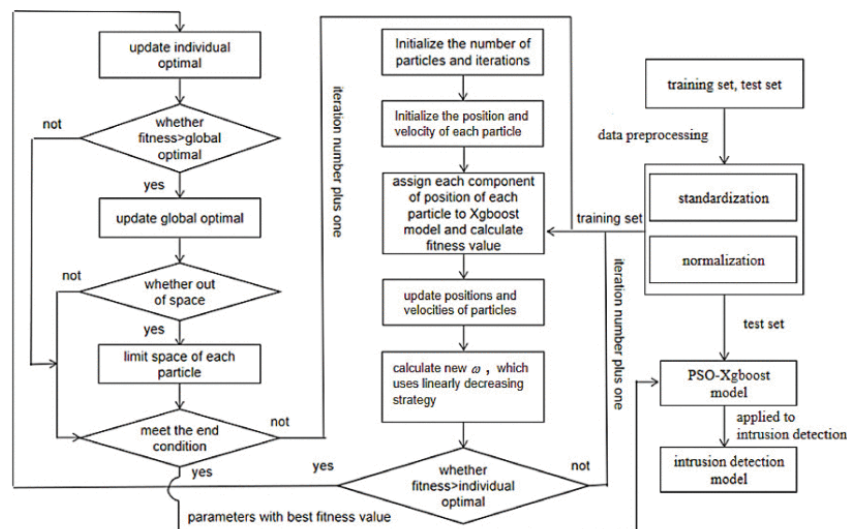 update individual
optimal
whether
fitness>global
optimal
not
yes
update global optimal
not
whether out
of space
yes
limit space of each
particle
meet the end
condition
not
yes
parameters with best fitness value
iteration number plus one
Initialize the number of
particles and iterations
Initialize the position and
velocity of each particle
assign each component
of position of each
particle to Xgboost
model and calculate
fitness value
update positions and
velocities of particles
calculate new ω , which
uses linearly decreasing
strategy
yes
whether
fitness>individual
optimal
not
training set
iteration number plus one
training set, test set
data preprocessing
standardization
normalization
test set
PSO-Xgboost
model
applied to
intrusion detection
intrusion detection
model